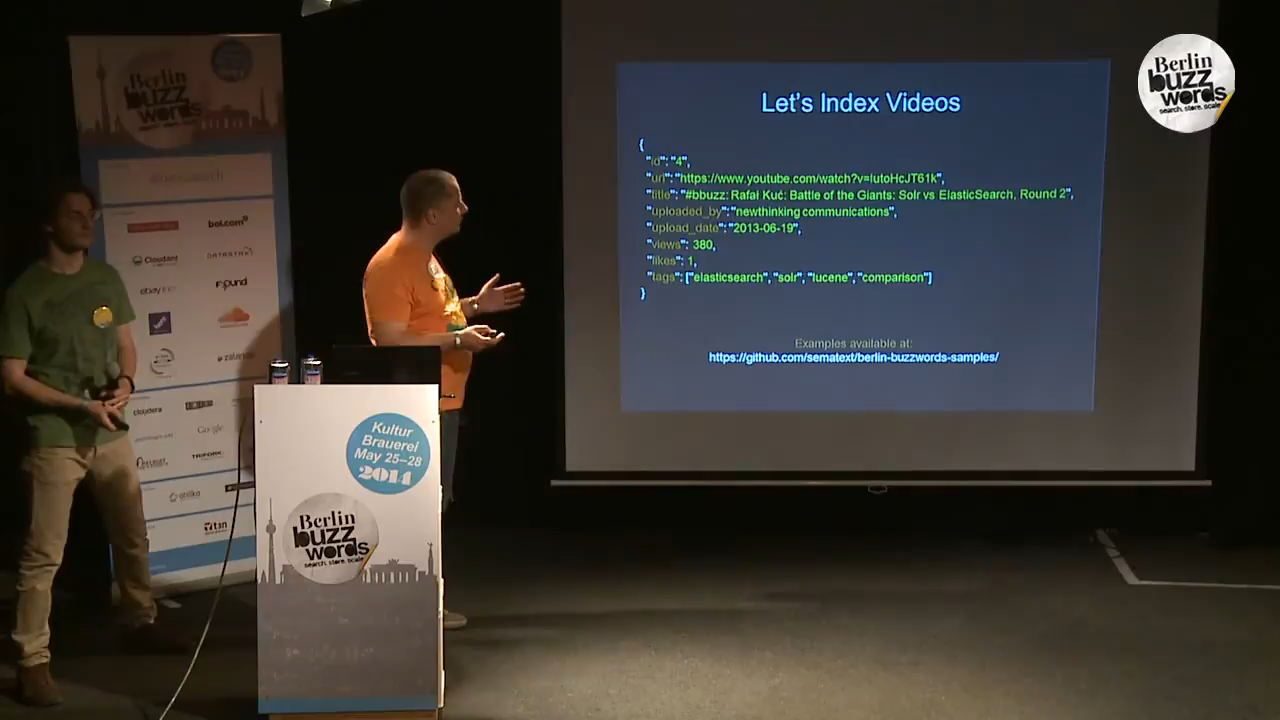 Let's Index Videos
{
"id": "4",
"url": "https://www.youtube.com/watch?v=lutoHcJT61k",
"title": "#bbuzz: Rafał Kuć: Battle of the Giants: Solr vs ElasticSearch, Round 2",
"uploaded_by":"newthinking communications",
"upload_date":"2013-06-19",
"views": 380,
"likes": 1,
"tags": ["elasticsearch", "solr", "lucene", "comparison"]
}
Examples available at:
https://github.com/sematext/berlin-buzzwords-samples/
Berlin
buzz
words
search. store. scale.
Berlin
buzz
words
bol.com
Cloudant
DATASTAX
found
cloudera
Google
TRIFORK
Kultur
Brauerei
May 25–28
2014
Berlin
buzz
words
search. store. scale.